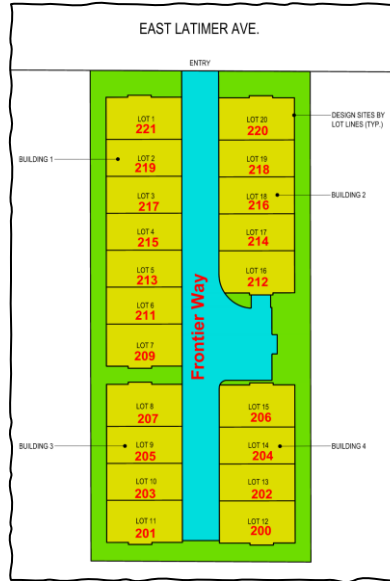 EAST LATIMER AVE.
ENTRY
LOT 1
221
LOT 2
219
LOT 3
217
LOT 4
215
LOT 5
213
LOT 6
211
LOT 7
209
LOT 8
207
LOT 9
205
LOT 10
203
LOT 11
201
BUILDING 1
BUILDING 3
Frontier Way
LOT 20
220
LOT 19
218
LOT 18
216
LOT 17
214
LOT 16
212
LOT 15
206
LOT 14
204
LOT 13
202
LOT 12
200
DESIGN SITES BY
LOT LINES (TYP.)
BUILDING 2
BUILDING 4